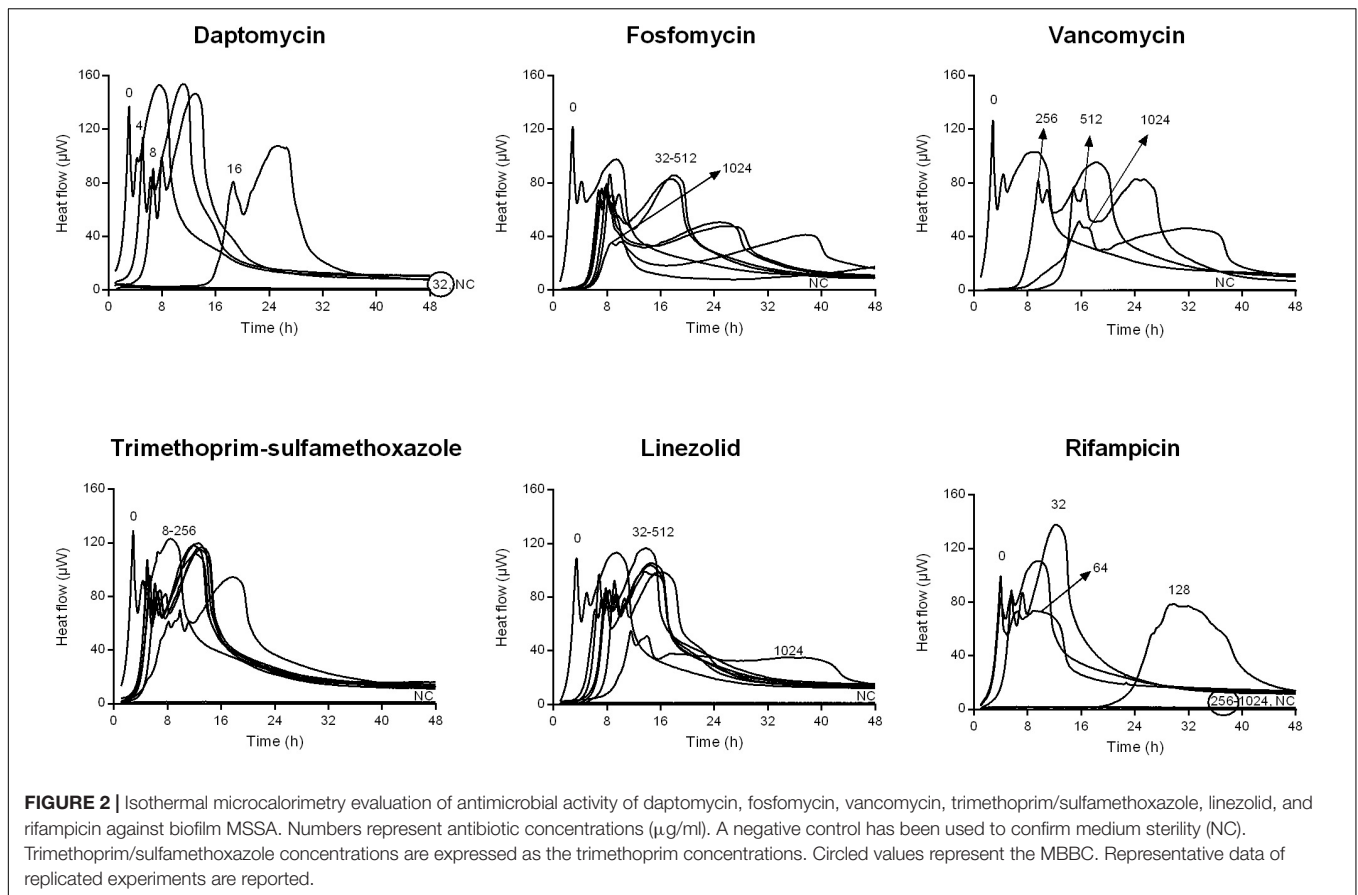 Daptomycin
Fosfomycin
Vancomycin
160
120
80
40
0
Heat flow (µW)
0
4
8
16
32, NC
0 8 16 24 32 40 48
Time (h)
160
120
80
40
0
Heat flow (µW)
0
32-512
1024
NC
0 8 16 24 32 40 48
Time (h)
160
120
80
40
0
Heat flow (µW)
0
256
512
1024
NC
0 8 16 24 32 40 48
Time (h)
Trimethoprim-sulfamethoxazole
Linezolid
Rifampicin
160
120
80
40
0
Heat flow (µW)
0
8-256
NC
0 8 16 24 32 40 48
Time (h)
160
120
80
40
0
Heat flow (µW)
0
32-512
1024
NC
0 8 16 24 32 40 48
Time (h)
160
120
80
40
0
Heat flow (µW)
0
32
64
128
256-1024, NC
0 8 16 24 32 40 48
Time (h)
FIGURE 2 | Isothermal microcalorimetry evaluation of antimicrobial activity of daptomycin, fosfomycin, vancomycin, trimethoprim/sulfamethoxazole, linezolid, and
rifampicin against biofilm MSSA. Numbers represent antibiotic concentrations (µg/ml). A negative control has been used to confirm medium sterility (NC).
Trimethoprim/sulfamethoxazole concentrations are expressed as the trimethoprim concentrations. Circled values represent the MBBC. Representative data of
replicated experiments are reported.